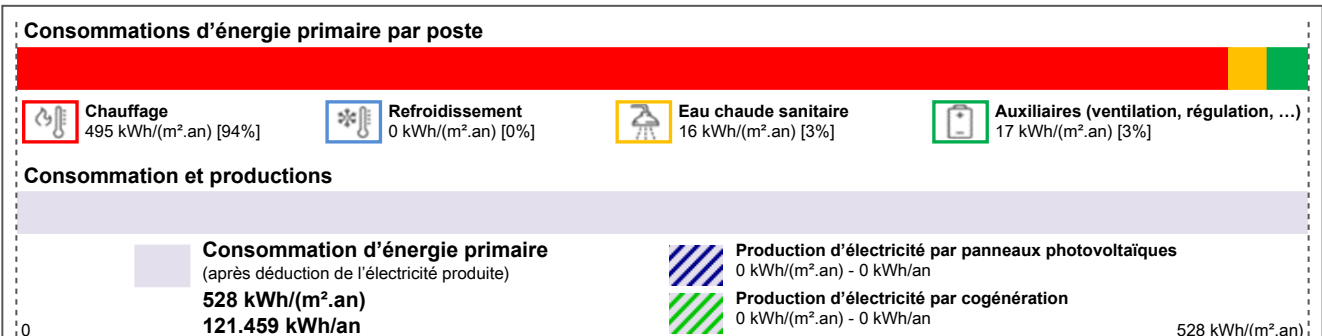 Consommations d’énergie primaire par poste
Chauffage
495 kWh/(m².an) [94%]
Refroidissement
0 kWh/(m².an) [0%]
Eau chaude sanitaire
16 kWh/(m².an) [3%]
Auxiliaires (ventilation, régulation, …)
17 kWh/(m².an) [3%]
Consommation et productions
Consommation d’énergie primaire
(après déduction de l’électricité produite)
528 kWh/(m².an)
121.459 kWh/an
Production d’électricité par panneaux photovoltaïques
0 kWh/(m².an) - 0 kWh/an
Production d’électricité par cogénération
0 kWh/(m².an) - 0 kWh/an
0
528 kWh/(m².an)